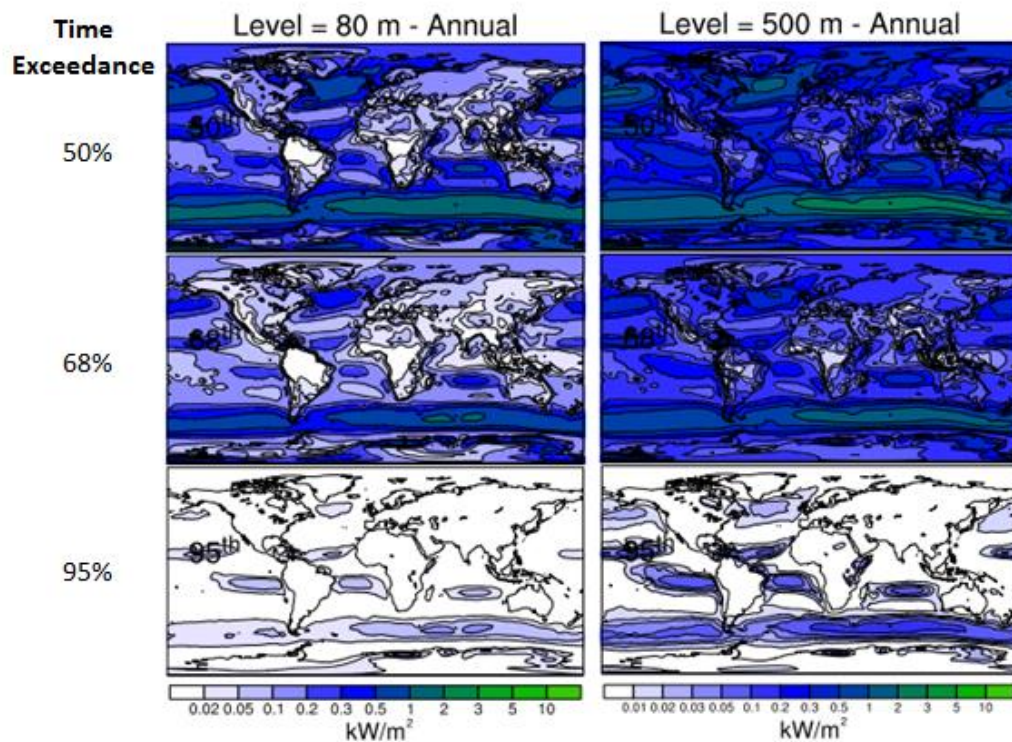 Time
Exceedance
Level = 80 m - Annual
Level = 500 m - Annual
50%
50th
50th
68%
68th
68th
95%
95th
95th
0.02 0.05 0.1 0.2 0.3 0.5 1 2 3 5 10
0.01 0.02 0.03 0.05 0.1 0.2 0.3 0.5 1 2 3 5 10
kW/m²
kW/m²